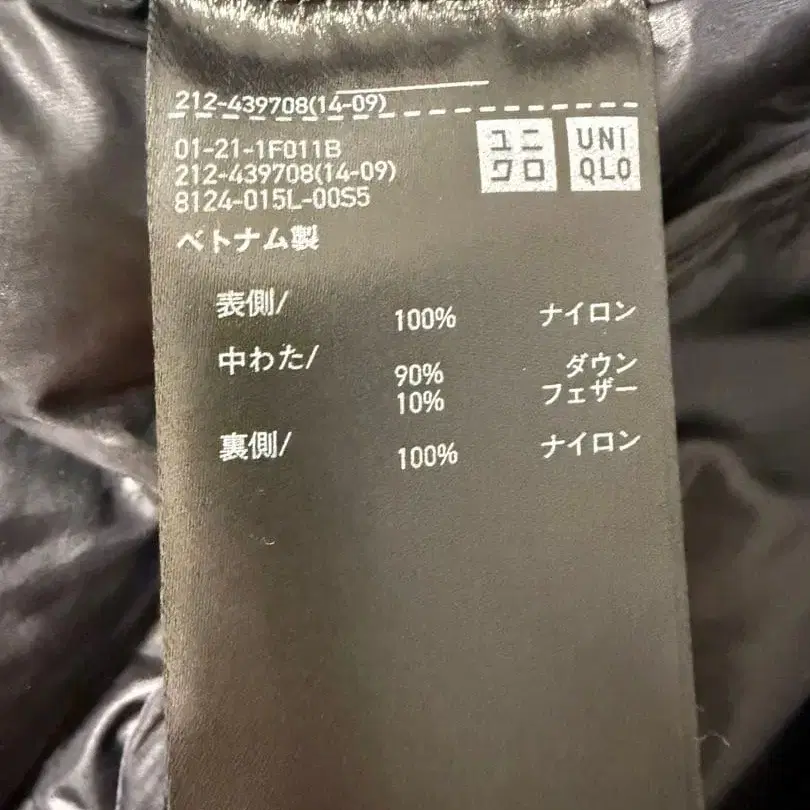 212-439708(14-09)
01-21-1F011B
212-439708(14-09)
8124-015L-00S5
ユニ
クロ
UNI
QLO
ベトナム製
表側/ 100% ナイロン
中わた/ 90% ダウン
10% フェザー
裏側/ 100% ナイロン